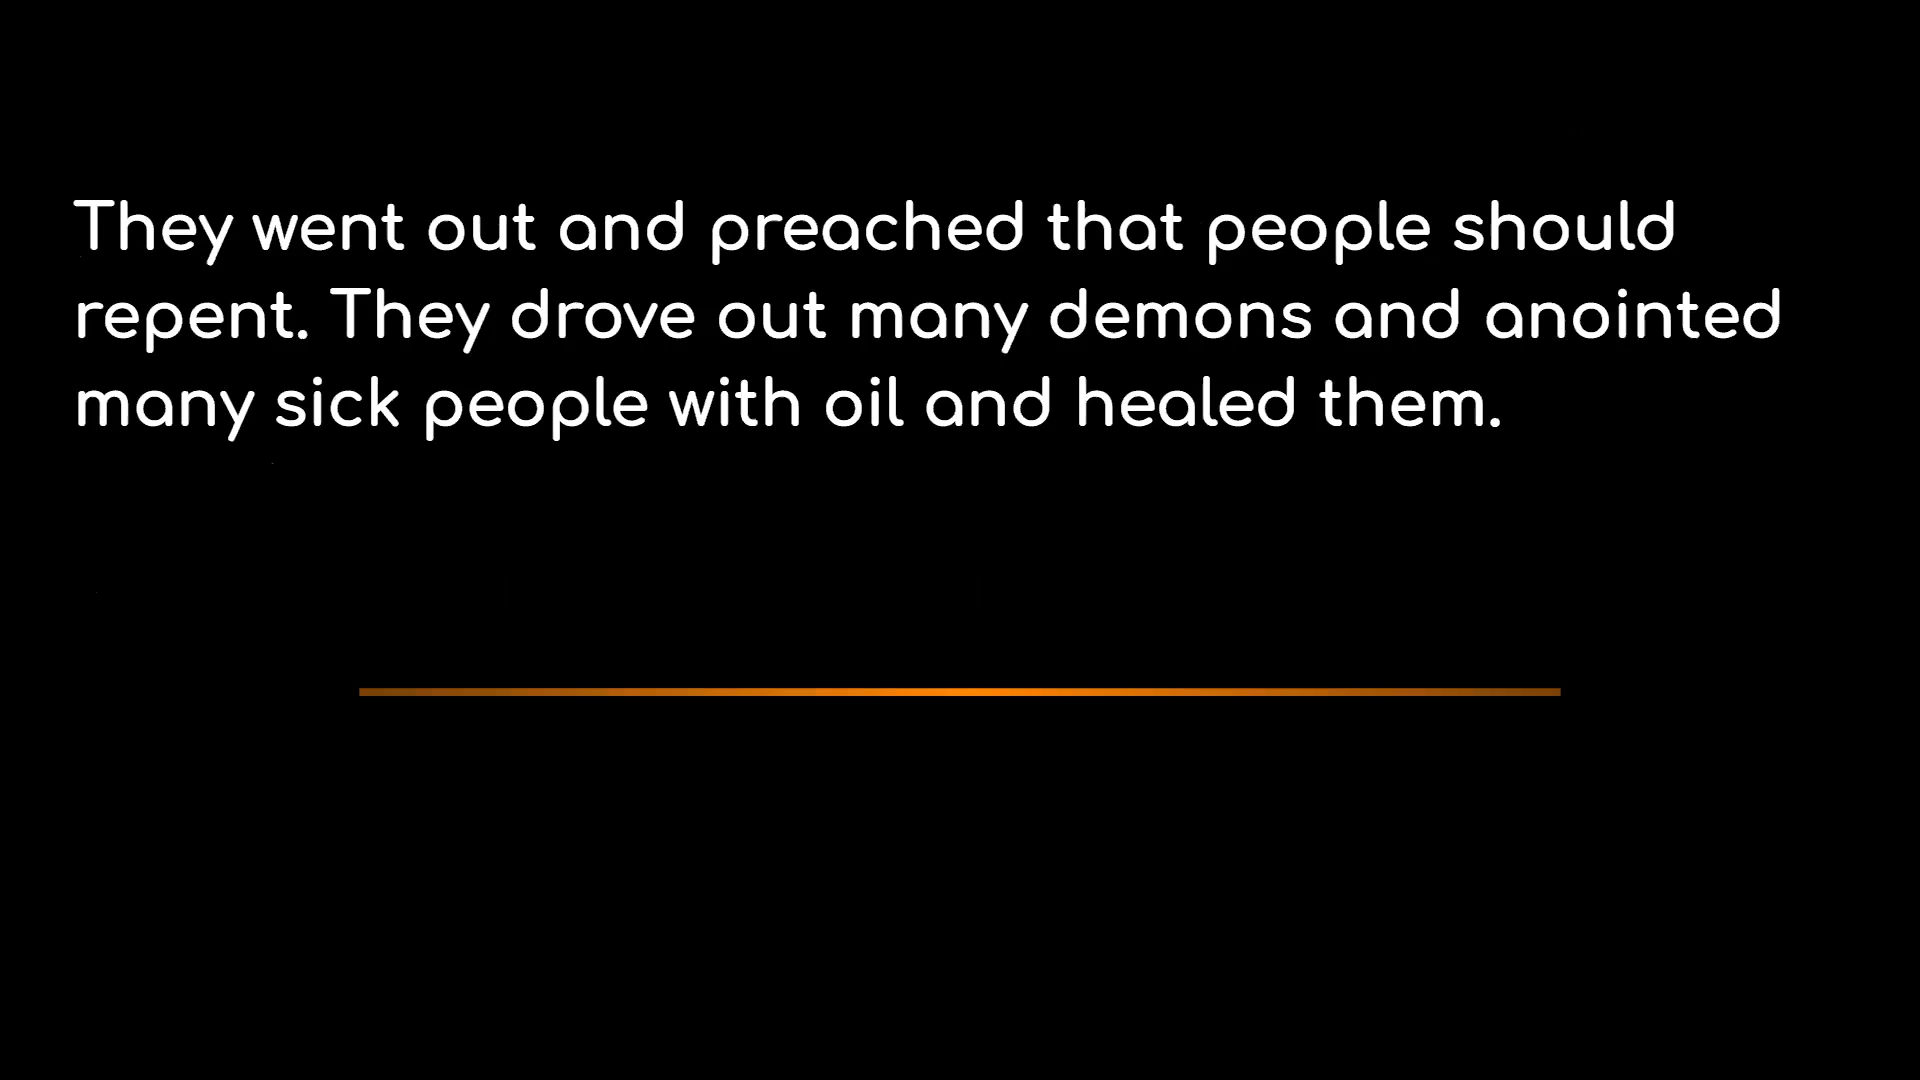 They went out and preached that people should
repent. They drove out many demons and anointed
many sick people with oil and healed them.